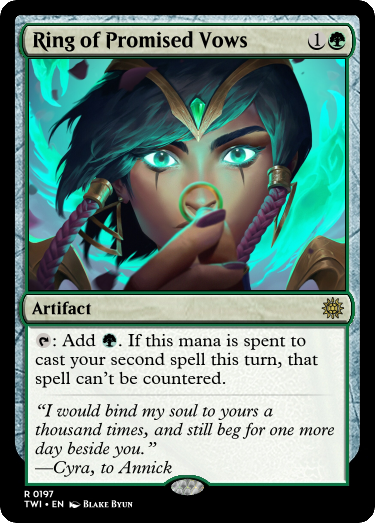 Ring of Promised Vows 1
Artifact
: Add . If this mana is spent to
cast your second spell this turn, that
spell can't be countered.
“I would bind my soul to yours a
thousand times, and still beg for one more
day beside you.”
—Cyra, to Annick
R 0197
TWI • EN Blake Byun